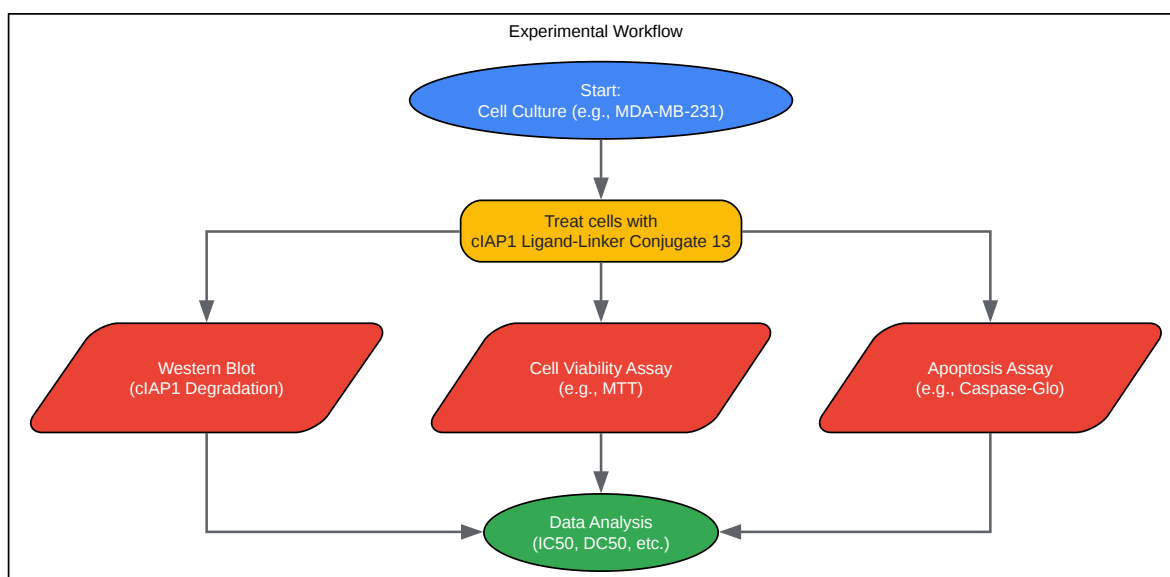 Experimental Workflow
Start:
Cell Culture (e.g., MDA-MB-231)
Treat cells with
cIAP1 Ligand-Linker Conjugate 13
Western Blot
(cIAP1 Degradation)
Cell Viability Assay
(e.g., MTT)
Apoptosis Assay
(e.g., Caspase-Glo)
Data Analysis
(IC50, DC50, etc.)